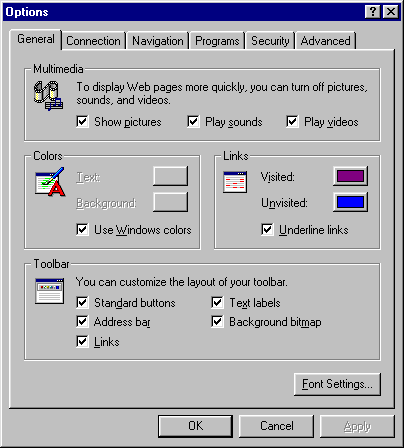 Options
General Connection Navigation Programs Security Advanced
Multimedia
To display Web pages more quickly, you can turn off pictures,
sounds, and videos.
Show pictures Play sounds Play videos
Colors
Text:
Background:
Use Windows colors
Links
Visited:
Unvisited:
Underline links
Toolbar
You can customize the layout of your toolbar.
Standard buttons Text labels
Address bar Background bitmap
Links
Font Settings...
OK Cancel Apply